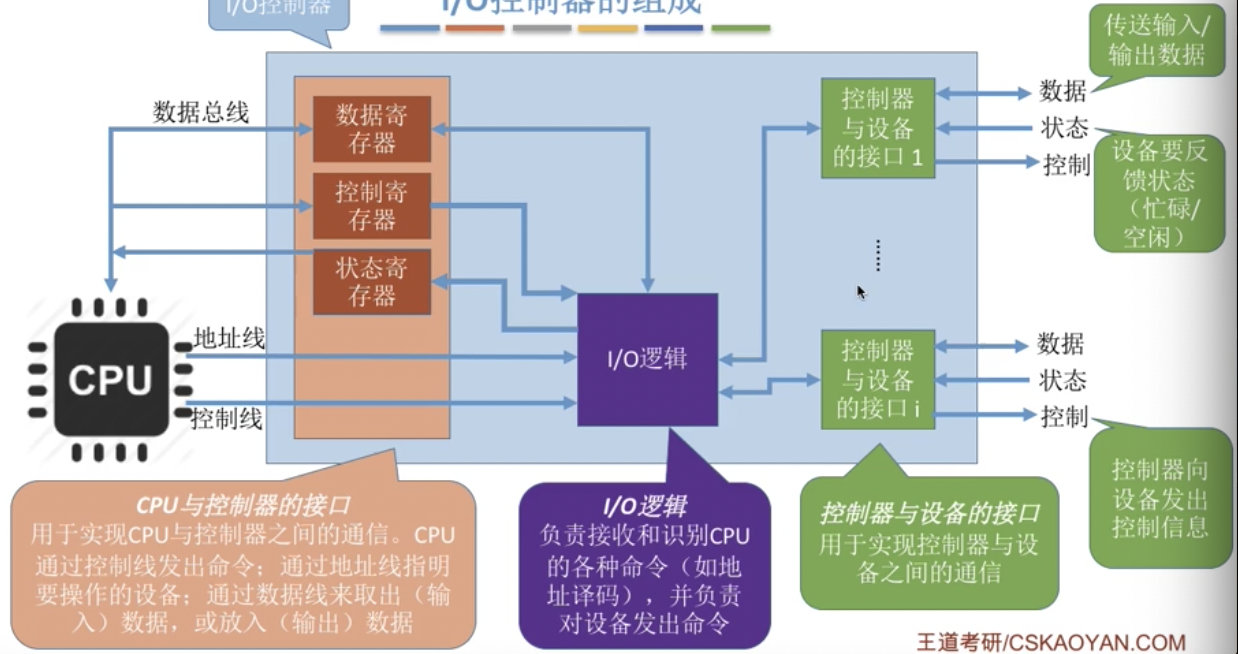 I/O控制器
I/O控制器的组成
传送输入/
输出数据
数据总线
数据寄
存器
控制器
与设备
的接口 1
数据
状态
控制
设备要反
馈状态
（忙碌/
空闲）
控制寄
存器
状态寄
存器
地址线
CPU
控制线
I/O逻辑
控制器
与设备
的接口 i
数据
状态
控制
CPU与控制器的接口
用于实现CPU与控制器之间的通信。CPU
通过控制线发出命令；通过地址线指明
要操作的设备；通过数据线来取出（输
入）数据，或放入（输出）数据
I/O逻辑
负责接收和识别CPU
的各种命令（如地
址译码），并负责
对设备发出命令
控制器与设备的接口
用于实现控制器与设
备之间的通信
控制器向
设备发出
控制信息
王道考研/CSKAOYAN.COM